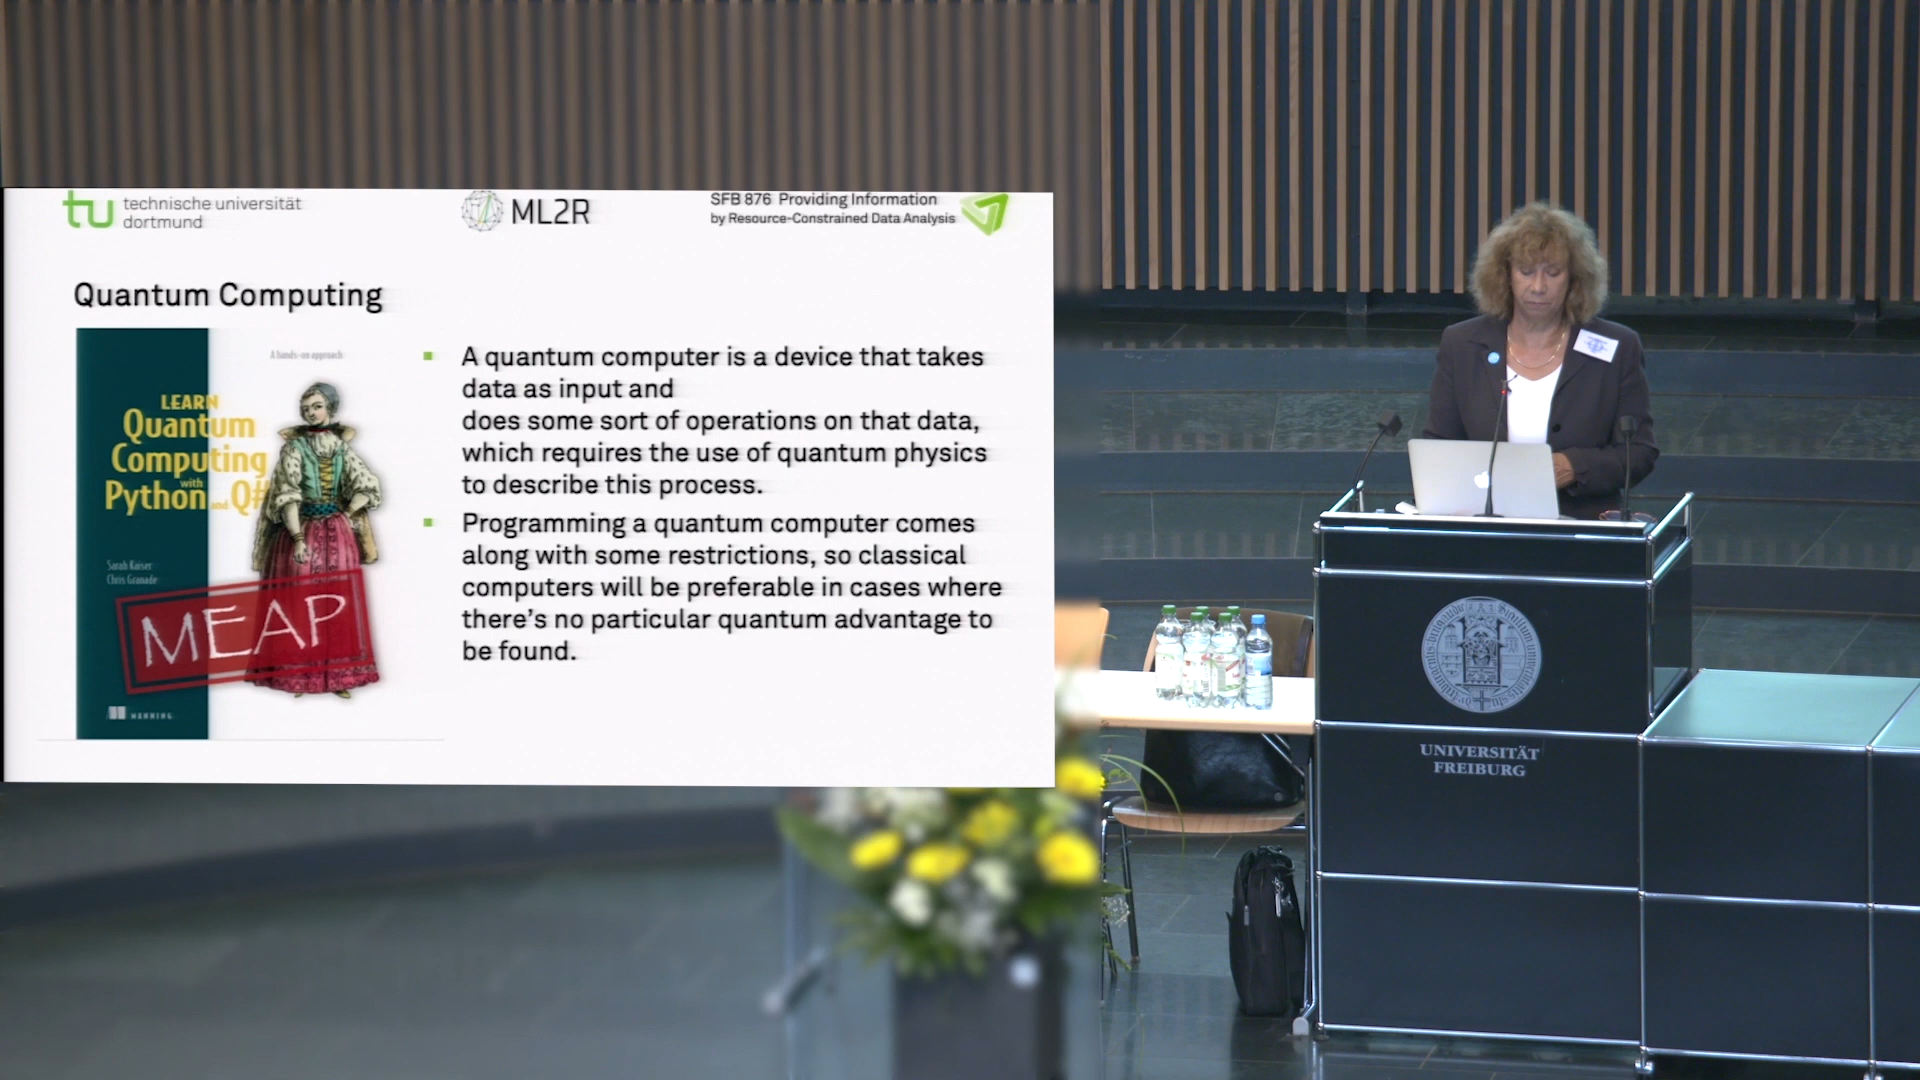 technische universität
dortmund
ML2R
SFB 876 Providing Information
by Resource-Constrained Data Analysis
Quantum Computing
A hands-on approach
LEARN
Quantum
Computing
with
Python and Q#
Sarah Kaiser
Chris Granade
MEAP
MANNING
A quantum computer is a device that takes
data as input and
does some sort of operations on that data,
which requires the use of quantum physics
to describe this process.
Programming a quantum computer comes
along with some restrictions, so classical
computers will be preferable in cases where
there's no particular quantum advantage to
be found.
UNIVERSITÄT
FREIBURG